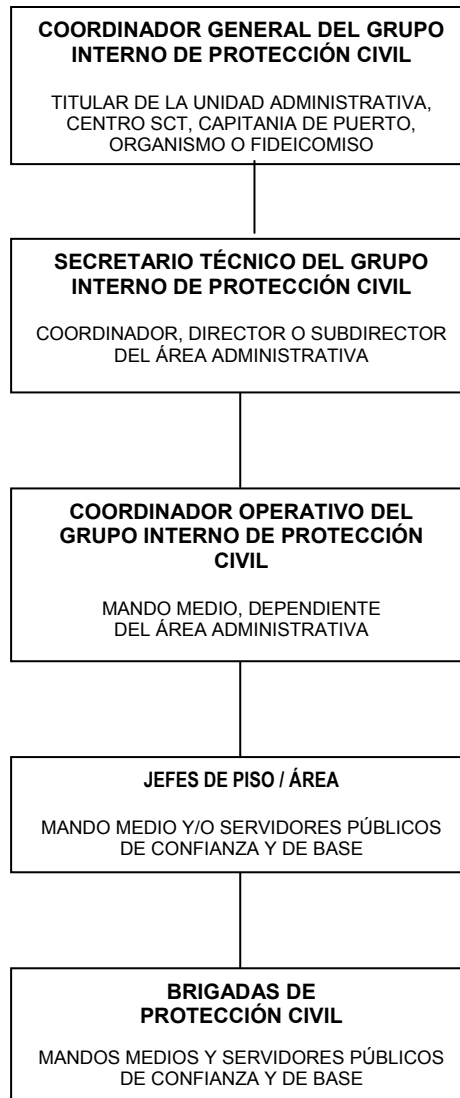 COORDINADOR GENERAL DEL GRUPO
INTERNO DE PROTECCIÓN CIVIL
TITULAR DE LA UNIDAD ADMINISTRATIVA,
CENTRO SCT, CAPITANIA DE PUERTO,
ORGANISMO O FIDEICOMISO
SECRETARIO TÉCNICO DEL GRUPO
INTERNO DE PROTECCIÓN CIVIL
COORDINADOR, DIRECTOR O SUBDIRECTOR
DEL ÁREA ADMINISTRATIVA
COORDINADOR OPERATIVO DEL
GRUPO INTERNO DE PROTECCIÓN
CIVIL
MANDO MEDIO, DEPENDIENTE
DEL ÁREA ADMINISTRATIVA
JEFES DE PISO / ÁREA
MANDO MEDIO Y/O SERVIDORES PÚBLICOS
DE CONFIANZA Y DE BASE
BRIGADAS DE
PROTECCIÓN CIVIL
MANDOS MEDIOS Y SERVIDORES PÚBLICOS
DE CONFIANZA Y DE BASE